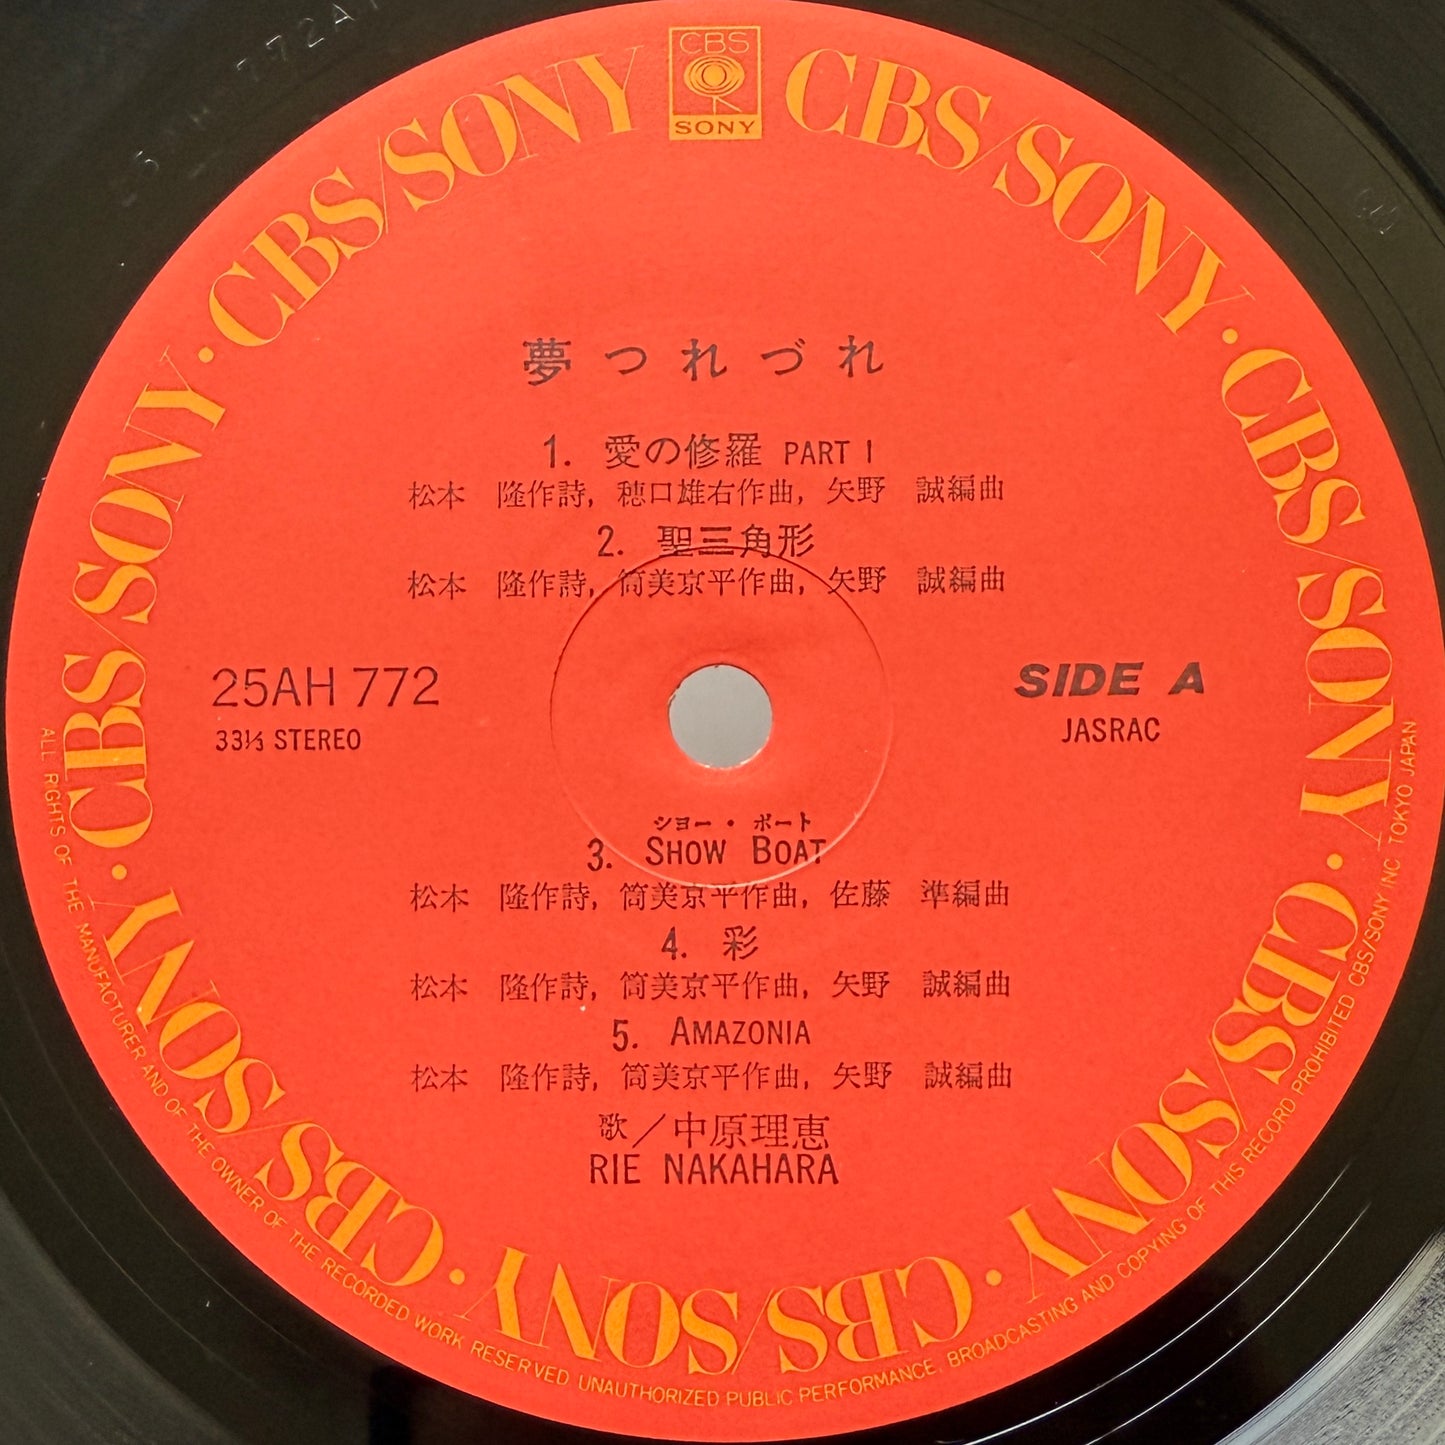 CBS
SONY
CBS/SONY · CBS/SONY · CBS/SONY · CBS/SONY · CBS/SONY · CBS/SONY · CBS/SONY · CBS/SONY
夢つれづれ
1. 愛の修羅 PART I
松本 隆作詩, 穂口雄右作曲, 矢野 誠編曲
2. 聖三角形
松本 隆作詩, 筒美京平作曲, 矢野 誠編曲
25AH 772
33⅓ STEREO
SIDE A
JASRAC
ショー・ボート
3. SHOW BOAT
松本 隆作詩, 筒美京平作曲, 佐藤 準編曲
4. 彩
松本 隆作詩, 筒美京平作曲, 矢野 誠編曲
5. AMAZONIA
松本 隆作詩, 筒美京平作曲, 矢野 誠編曲
歌／中原理恵
RIE NAKAHARA
ALL RIGHTS OF THE MANUFACTURER AND OF THE OWNER OF THE RECORDED WORK RESERVED UNAUTHORIZED PUBLIC PERFORMANCE, BROADCASTING AND COPYING OF THIS RECORD PROHIBITED CBS/SONY INC TOKYO JAPAN